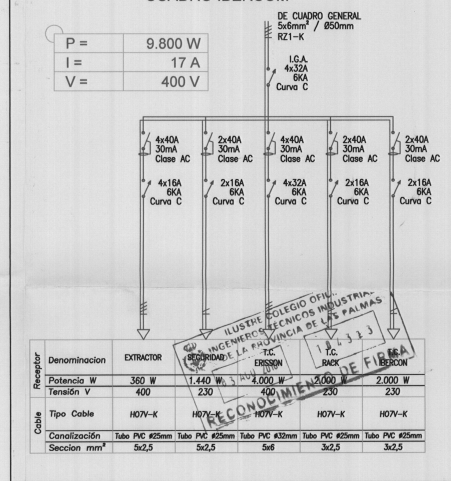 DE CUADRO GENERAL
5x6mm² / Ø50mm
RZ1-K
P = 9.800 W
I = 17 A
V = 400 V
I.G.A.
4x32A
6KA
Curva C
4x40A 2x40A 4x40A 2x40A 2x40A
30mA 30mA 30mA 30mA 30mA
Clase AC Clase AC Clase AC Clase AC Clase AC
4x16A 2x16A 4x32A 2x16A 2x16A
6KA 6KA 6KA 6KA 6KA
Curva C Curva C Curva C Curva C Curva C
ILUSTRE COLEGIO
INGENIEROS TÉCNICOS INDUSTRIA
DE LA PROVINCIA DE LAS PALMAS
RECONOCIMIENTO DE FIRMA
Receptor
Denominacion EXTRACTOR SEGURIDAD T.C. ERISSON T.C. RACK IBERCON
Potencia W 360 W 1.440 W 4.000 W 2.000 W 2.000 W
Tensión V 400 230 400 230 230
Cable
Tipo Cable H07V-K H07V-K H07V-K H07V-K H07V-K
Canalización Tubo PVC ø25mm Tubo PVC ø25mm Tubo PVC ø32mm Tubo PVC ø25mm Tubo PVC ø25mm
Seccion mm² 5x2,5 5x2,5 5x6 3x2,5 3x2,5